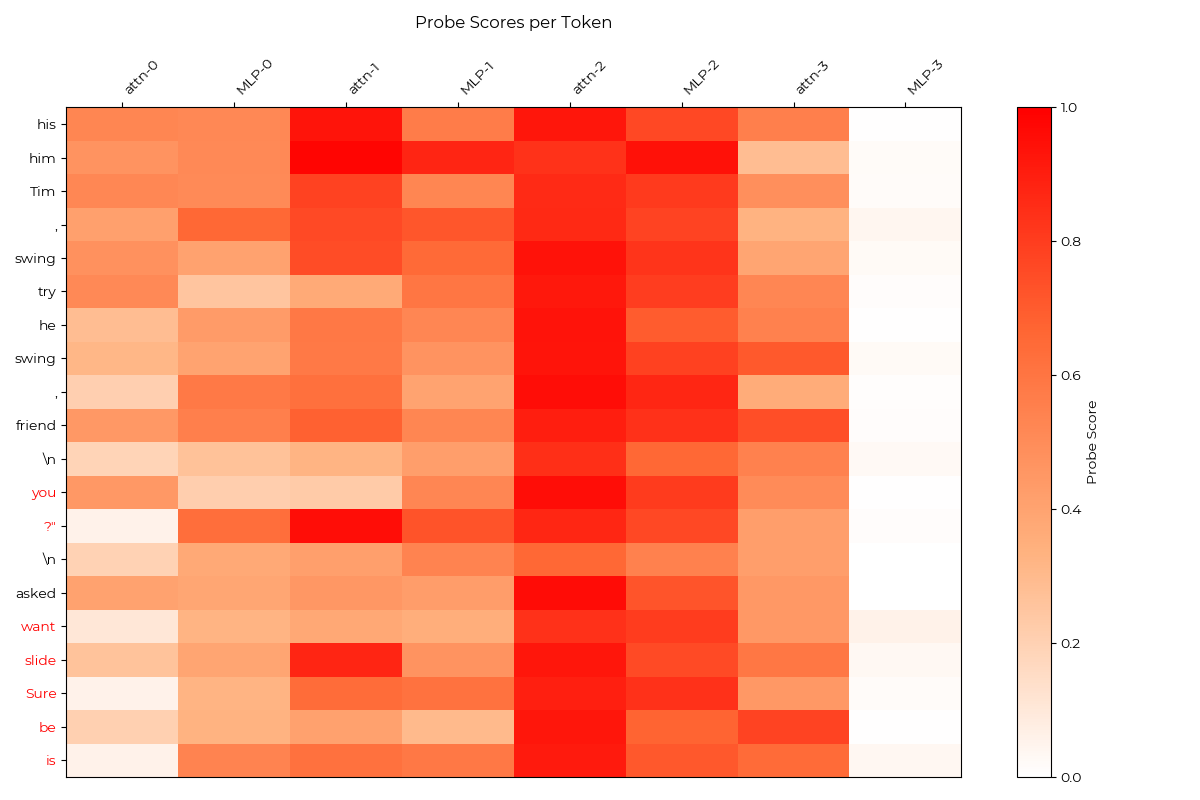 Probe Scores per Token
attn-0 MLP-0 attn-1 MLP-1 attn-2 MLP-2 attn-3 MLP-3
his
him
Tim
,
swing
try
he
swing
,
friend
\n
you
?"
\n
asked
want
slide
Sure
be
is
1.0
0.8
0.6
0.4
0.2
0.0
Probe Score